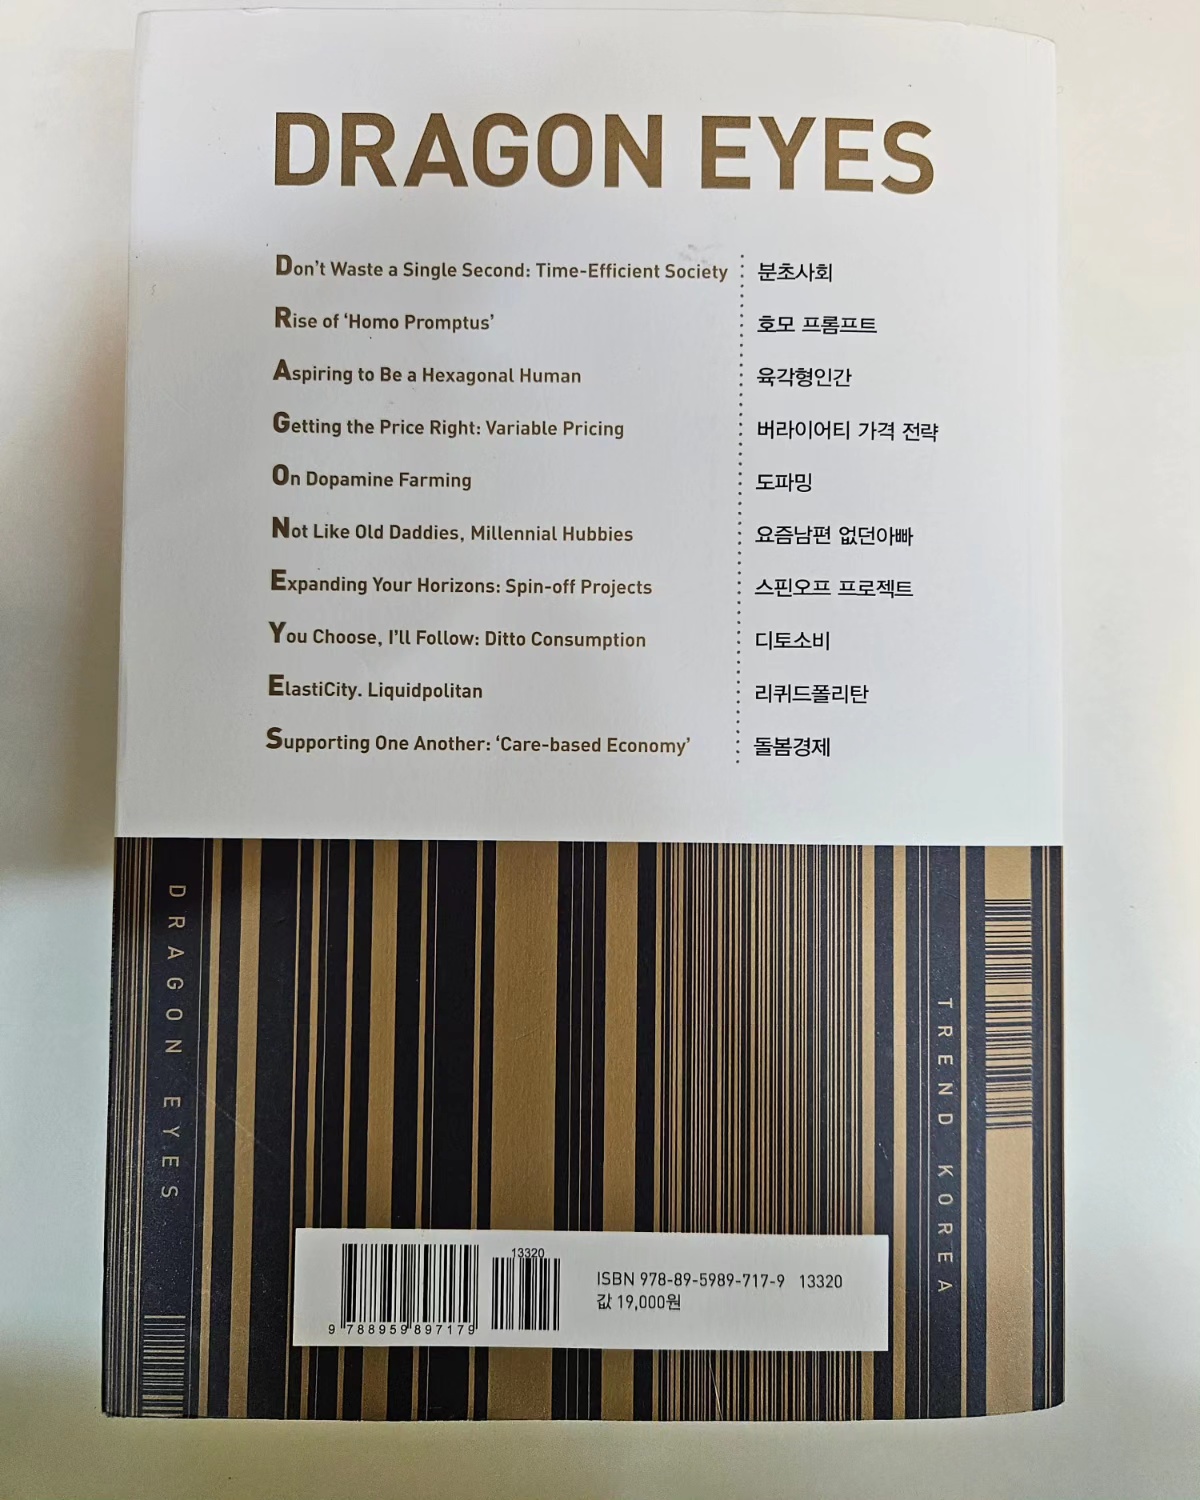 DRAGON EYES
Don't Waste a Single Second: Time-Efficient Society 분초사회
Rise of 'Homo Promptus' 호모 프롬프트
Aspiring to Be a Hexagonal Human 육각형인간
Getting the Price Right: Variable Pricing 버라이어티 가격 전략
On Dopamine Farming 도파밍
Not Like Old Daddies, Millennial Hubbies 요즘남편 없던아빠
Expanding Your Horizons: Spin-off Projects 스핀오프 프로젝트
You Choose, I'll Follow: Ditto Consumption 디토소비
ElastiCity. Liquidpolitan 리퀴드폴리탄
Supporting One Another: 'Care-based Economy' 돌봄경제
DRAGON EYES
TREND KOREA
13320
9 788959 897179
ISBN 978-89-5989-717-9 13320
값 19,000원